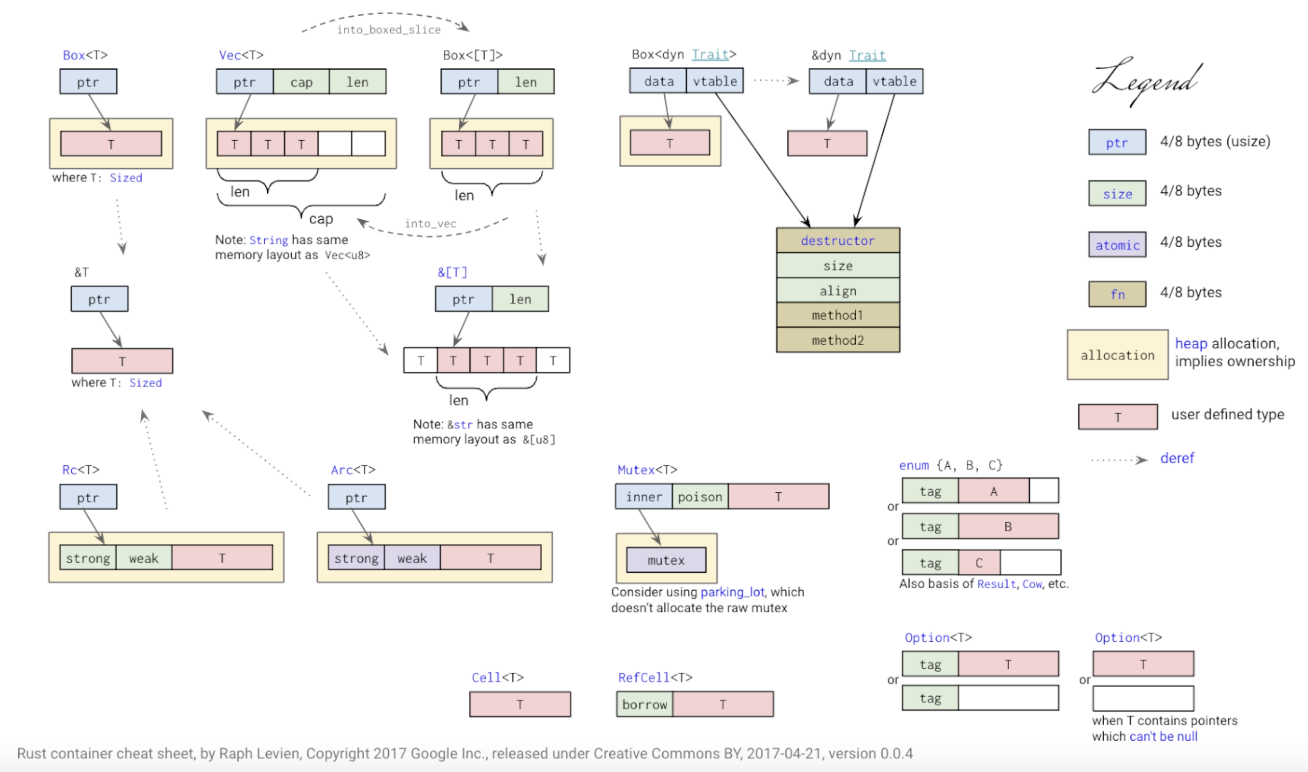 into_boxed_slice
Box<T>
ptr
T
where T: Sized
Vec<T>
ptr cap len
T T T
len
cap
Note: String has same
memory layout as Vec<u8>
Box<[T]>
ptr len
T T T
len
into_vec
Box<dyn Trait>
data vtable
T
&dyn Trait
data vtable
T
destructor
size
align
method1
method2
Legend
ptr 4/8 bytes (usize)
size 4/8 bytes
atomic 4/8 bytes
fn 4/8 bytes
allocation
heap allocation,
implies ownership
T user defined type
deref
&T
ptr
T
where T: Sized
&[T]
ptr len
T T T T T
len
Note: &str has same
memory layout as &[u8]
Rc<T>
ptr
strong weak T
Arc<T>
ptr
strong weak T
Mutex<T>
inner poison T
mutex
Consider using parking_lot, which
doesn't allocate the raw mutex
enum {A, B, C}
tag A
or
tag B
or
tag C
Also basis of Result, Cow, etc.
Cell<T>
T
RefCell<T>
borrow T
Option<T>
tag T
or
tag
Option<T>
T
or
when T contains pointers
which can't be null
Rust container cheat sheet, by Raph Levien, Copyright 2017 Google Inc., released under Creative Commons BY, 2017-04-21, version 0.0.4